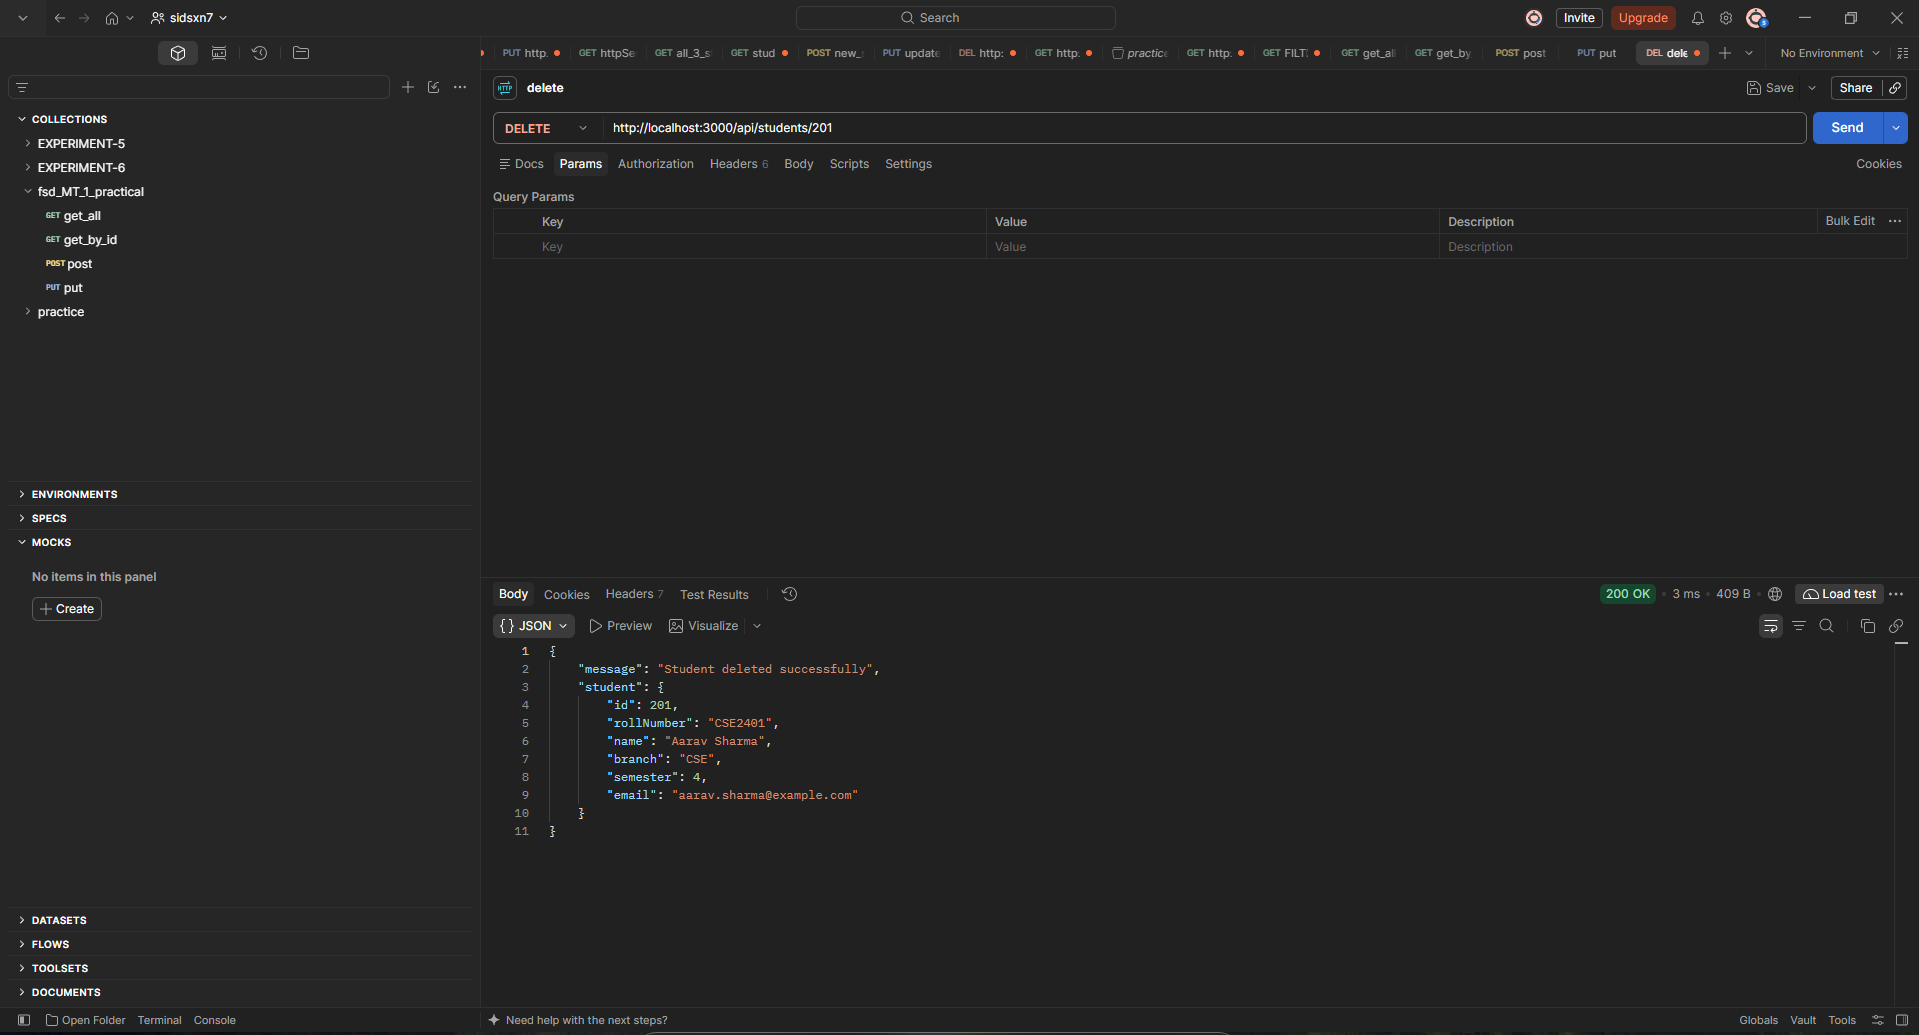 sidsxn7
Search
Invite
Upgrade
PUT http:
GET httpSe
GET all_3_s
GET stud
POST new_
PUT update
DEL http:
GET http:
practice
GET http:
GET FILT
GET get_al
GET get_by
POST post
PUT put
DEL dele
No Environment
COLLECTIONS
EXPERIMENT-5
EXPERIMENT-6
fsd_MT_1_practical
GET get_all
GET get_by_id
POST post
PUT put
practice
ENVIRONMENTS
SPECS
MOCKS
No items in this panel
Create
DATASETS
FLOWS
TOOLSETS
DOCUMENTS
HTTP delete
Save
Share
DELETE http://localhost:3000/api/students/201
Send
Docs Params Authorization Headers 6 Body Scripts Settings
Cookies
Query Params
Key Value Description Bulk Edit
Key Value Description
Body Cookies Headers 7 Test Results
200 OK 3 ms 409 B Load test
{} JSON Preview Visualize
1 {
2 "message": "Student deleted successfully",
3 "student": {
4 "id": 201,
5 "rollNumber": "CSE2401",
6 "name": "Aarav Sharma",
7 "branch": "CSE",
8 "semester": 4,
9 "email": "aarav.sharma@example.com"
10 }
11 }
Open Folder Terminal Console
Need help with the next steps?
Globals Vault Tools